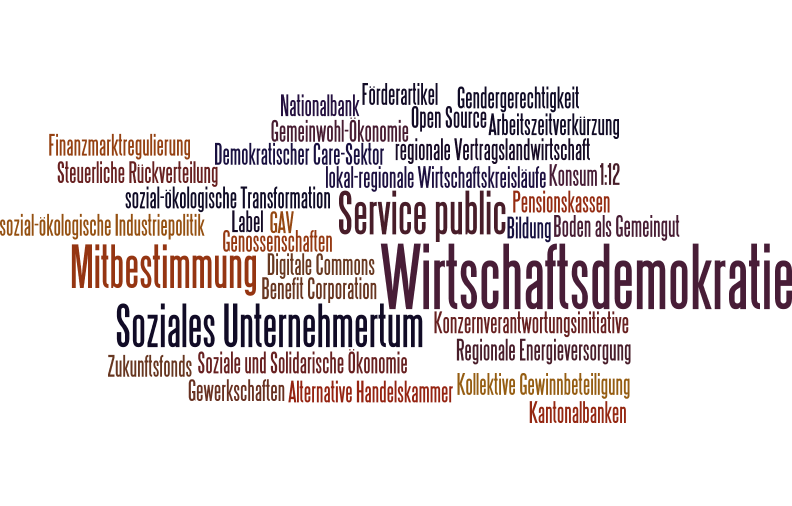 Förderartikel
Nationalbank
Gendergerechtigkeit
Gemeinwohl-Ökonomie
Open Source
Arbeitszeitverkürzung
Finanzmarktregulierung
Demokratischer Care-Sektor
regionale Vertragslandwirtschaft
Steuerliche Rückverteilung
lokal-regionale Wirtschaftskreisläufe
Konsum
1:12
sozial-ökologische Transformation
Service public
Pensionskassen
sozial-ökologische Industriepolitik
Label
GAV
Bildung
Boden als Gemeingut
Genossenschaften
Mitbestimmung
Digitale Commons
Wirtschaftsdemokratie
Benefit Corporation
Soziales Unternehmertum
Konzernverantwortungsinitiative
Regionale Energieversorgung
Zukunftsfonds
Soziale und Solidarische Ökonomie
Gewerkschaften
Alternative Handelskammer
Kollektive Gewinnbeteiligung
Kantonalbanken